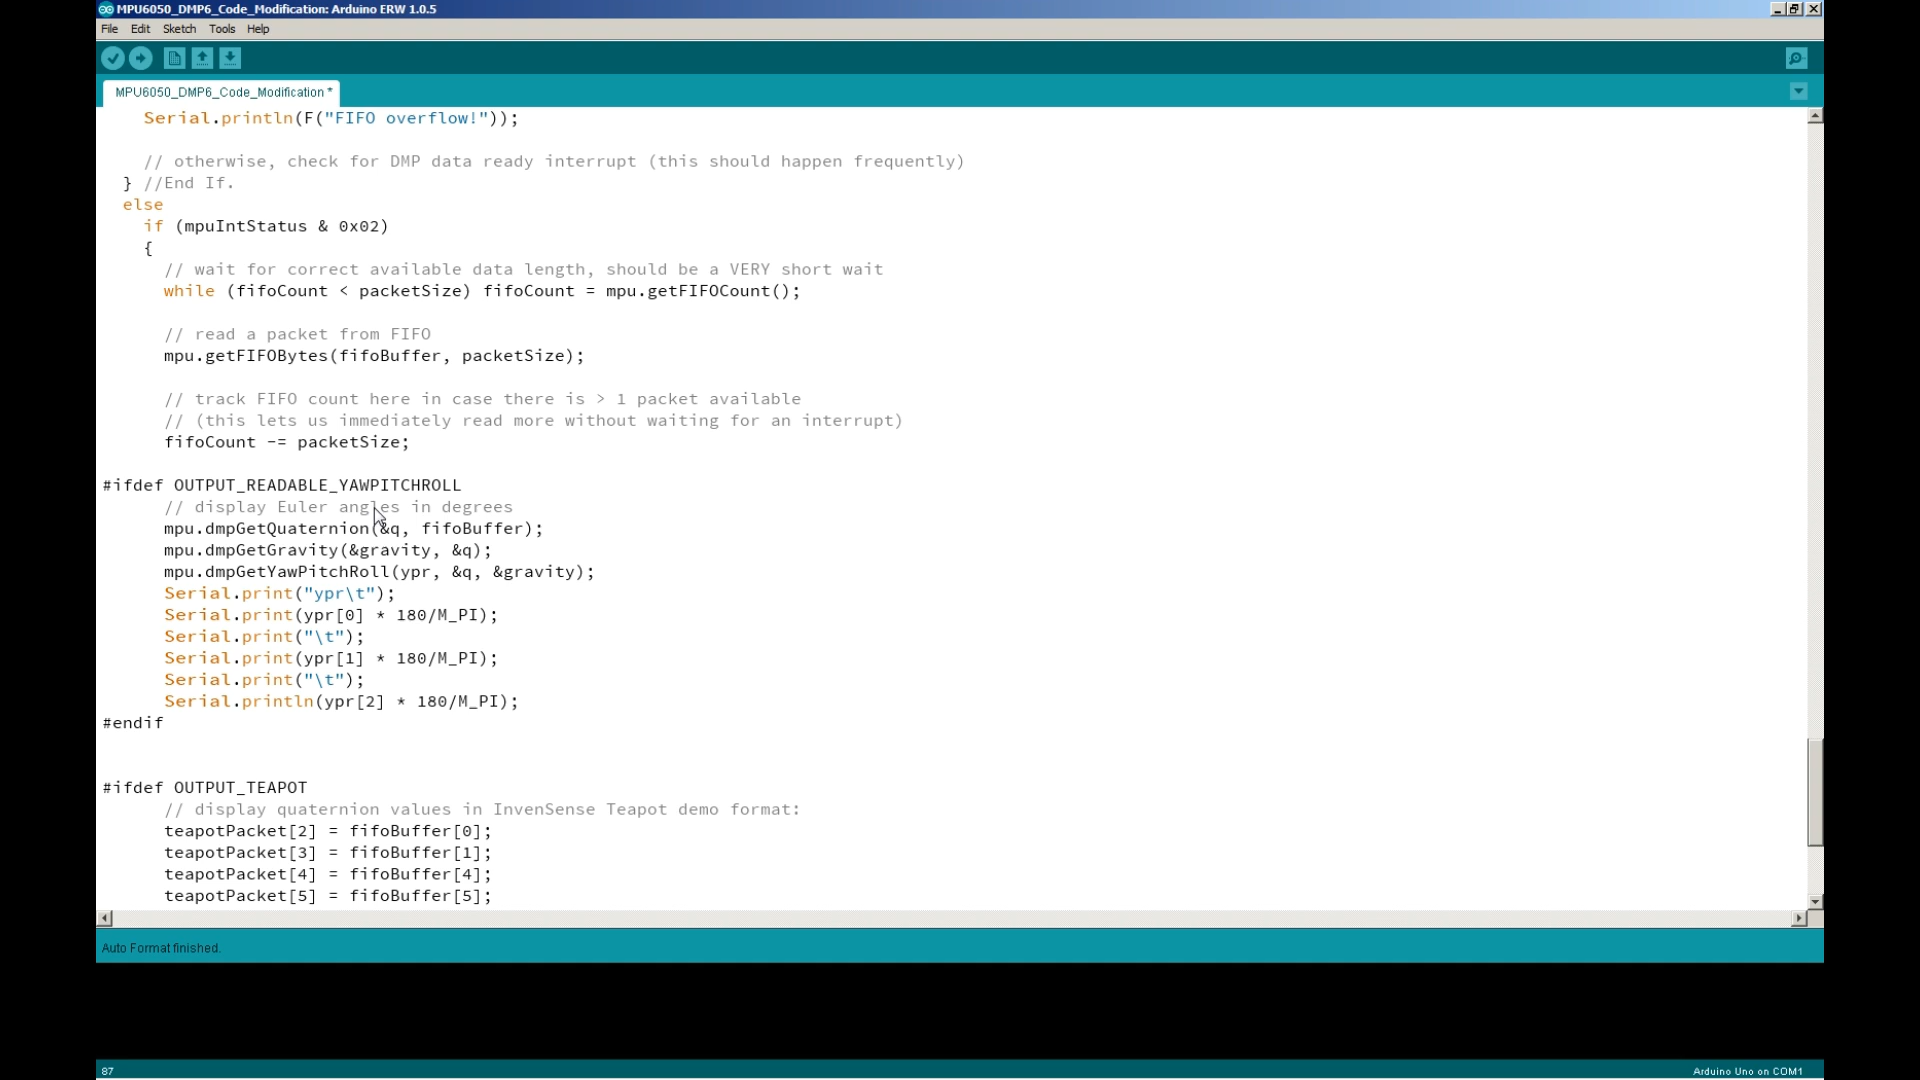 MPU6050_DMP6_Code_Modification: Arduino ERW 1.0.5
File Edit Sketch Tools Help
MPU6050_DMP6_Code_Modification *
Serial.println(F("FIFO overflow!"));
// otherwise, check for DMP data ready interrupt (this should happen frequently)
} //End If.
else
if (mpuIntStatus & 0x02)
{
// wait for correct available data length, should be a VERY short wait
while (fifoCount < packetSize) fifoCount = mpu.getFIFOCount();
// read a packet from FIFO
mpu.getFIFOBytes(fifoBuffer, packetSize);
// track FIFO count here in case there is > 1 packet available
// (this lets us immediately read more without waiting for an interrupt)
fifoCount -= packetSize;
#ifdef OUTPUT_READABLE_YAWPITCHROLL
// display Euler angles in degrees
mpu.dmpGetQuaternion(&q, fifoBuffer);
mpu.dmpGetGravity(&gravity, &q);
mpu.dmpGetYawPitchRoll(ypr, &q, &gravity);
Serial.print("ypr\t");
Serial.print(ypr[0] * 180/M_PI);
Serial.print("\t");
Serial.print(ypr[1] * 180/M_PI);
Serial.print("\t");
Serial.println(ypr[2] * 180/M_PI);
#endif
#ifdef OUTPUT_TEAPOT
// display quaternion values in InvenSense Teapot demo format:
teapotPacket[2] = fifoBuffer[0];
teapotPacket[3] = fifoBuffer[1];
teapotPacket[4] = fifoBuffer[4];
teapotPacket[5] = fifoBuffer[5];
Auto Format finished.
87
Arduino Uno on COM1